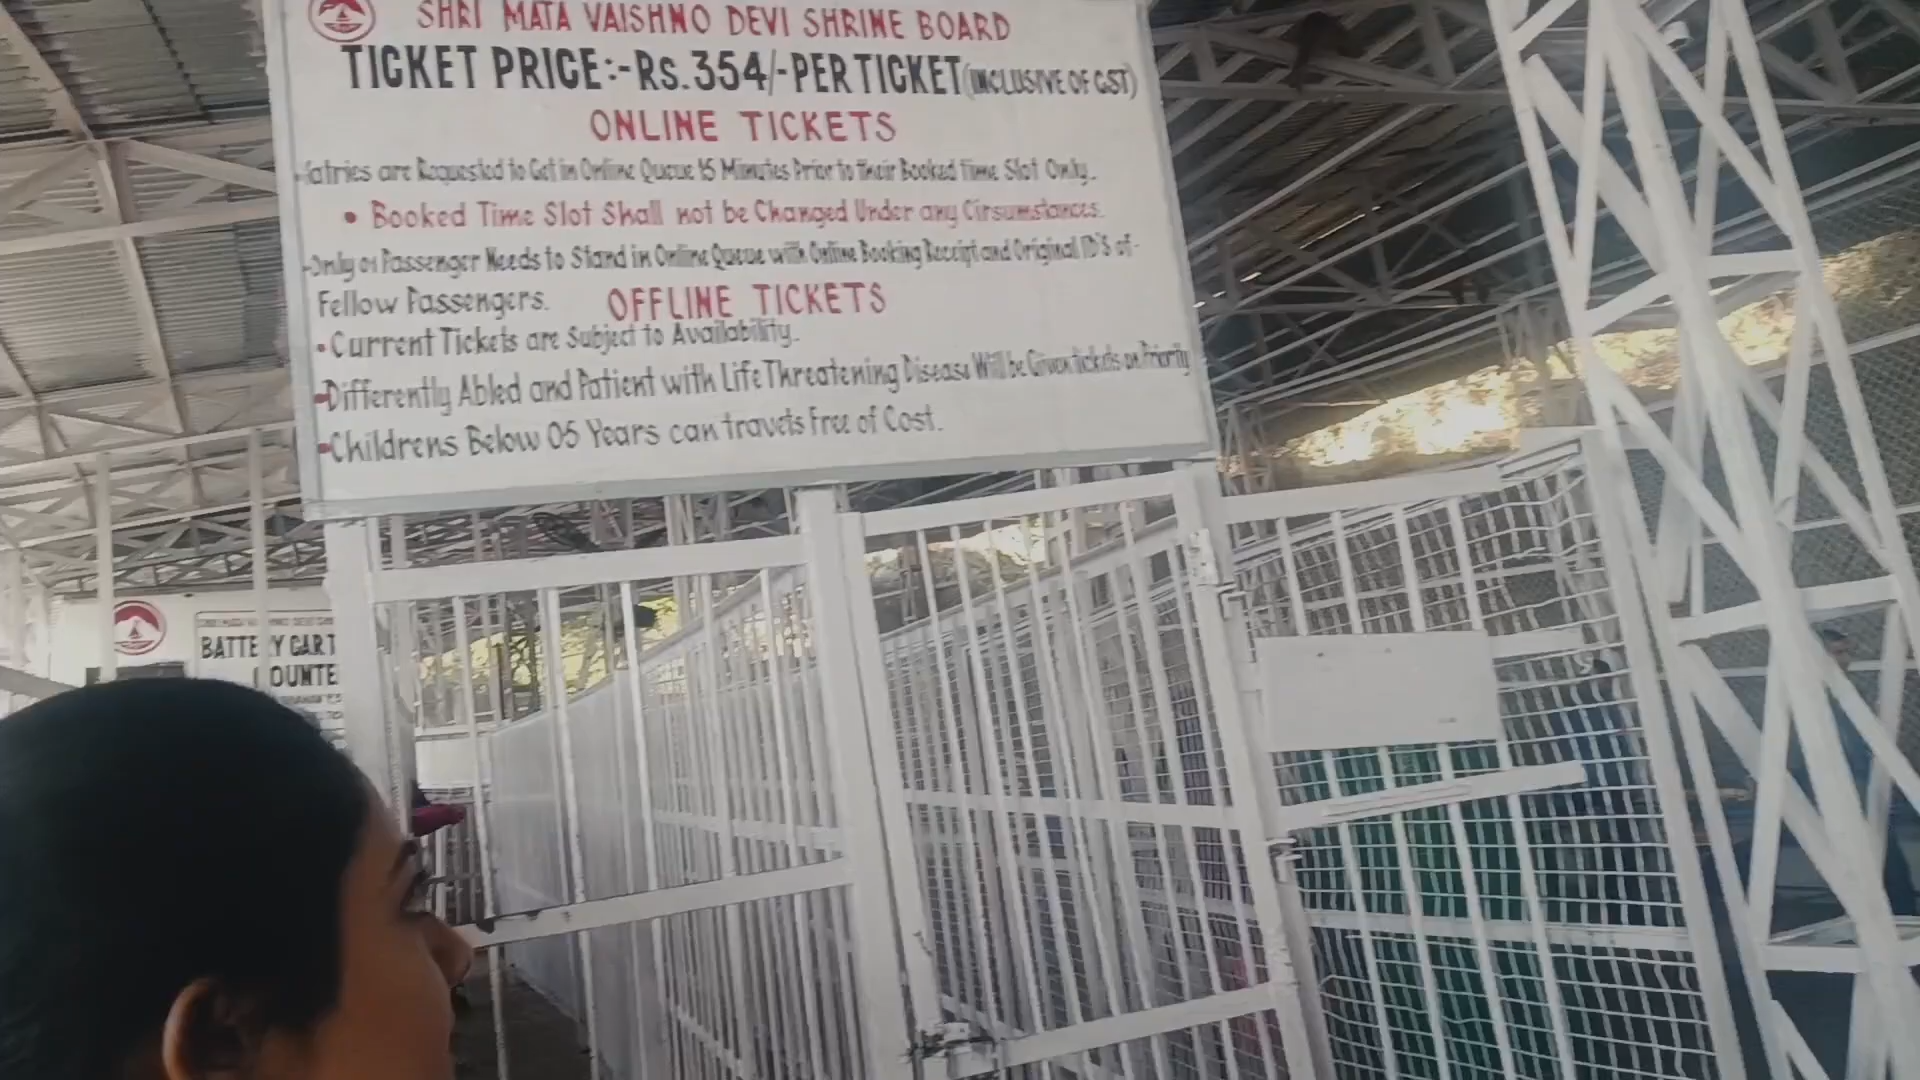 SHRI MATA VAISHNO DEVI SHRINE BOARD
TICKET PRICE:-RS.354/-PER TICKET (INCLUSIVE OF GST)
ONLINE TICKETS
Yatries are Requested to Get in Online Queue 15 Minutes Prior to their Booked time Slot Only.
• Booked Time Slot Shall not be Changed Under any Cirsumstances.
Only 01 Passenger Needs to Stand in Online Queue with Online Booking Receipt and Original ID'S of-
Fellow Passengers.
OFFLINE TICKETS
• Current Tickets are Subject to Availability.
Differently Abled and Patient with Life Threatening Disease Will be Given tickets on Priority
• Childrens Below 05 Years can travels free of Cost.
BATTERY CAR T
OUNTE